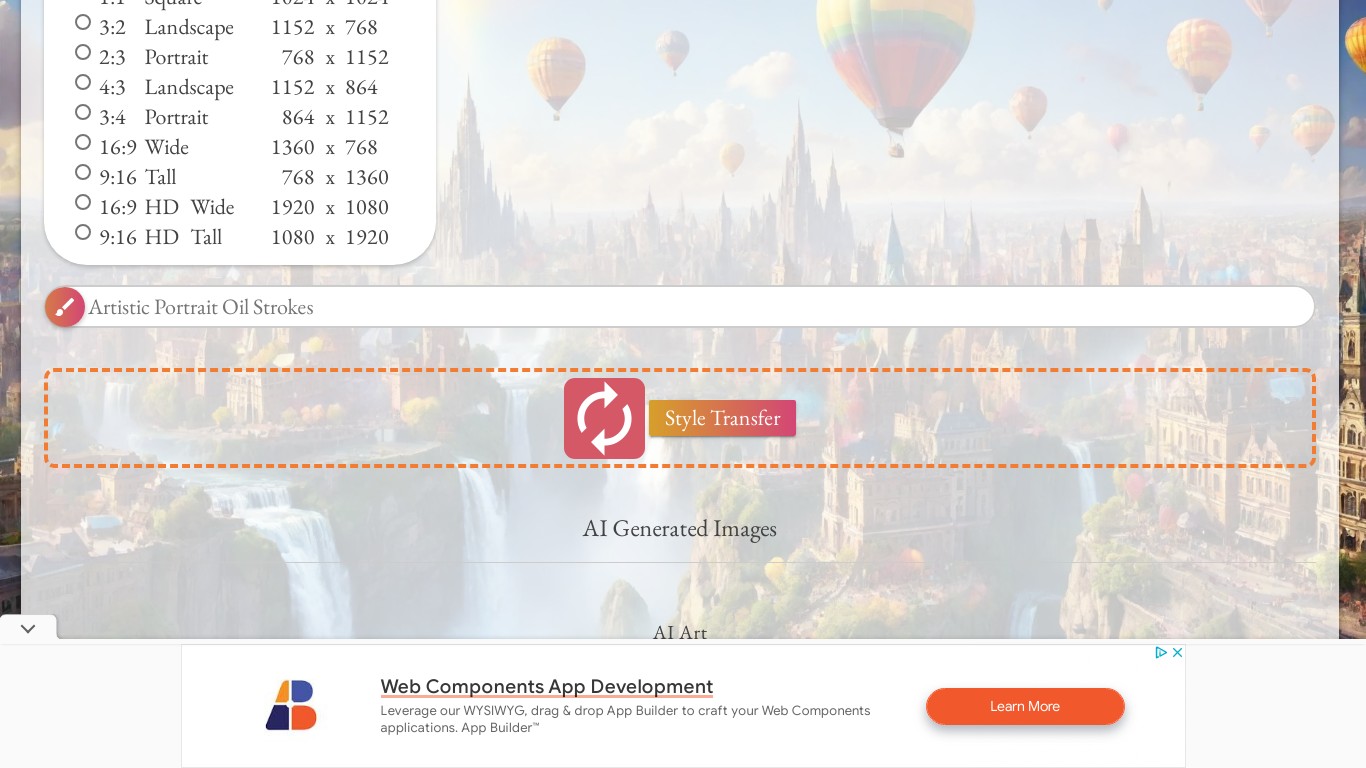 1:1 Square 1024 x 1024
3:2 Landscape 1152 x 768
2:3 Portrait 768 x 1152
4:3 Landscape 1152 x 864
3:4 Portrait 864 x 1152
16:9 Wide 1360 x 768
9:16 Tall 768 x 1360
16:9 HD Wide 1920 x 1080
9:16 HD Tall 1080 x 1920
Artistic Portrait Oil Strokes
Style Transfer
AI Generated Images
AI Art
Web Components App Development
Leverage our WYSIWYG, drag & drop App Builder to craft your Web Components
applications. App Builder™
Learn More